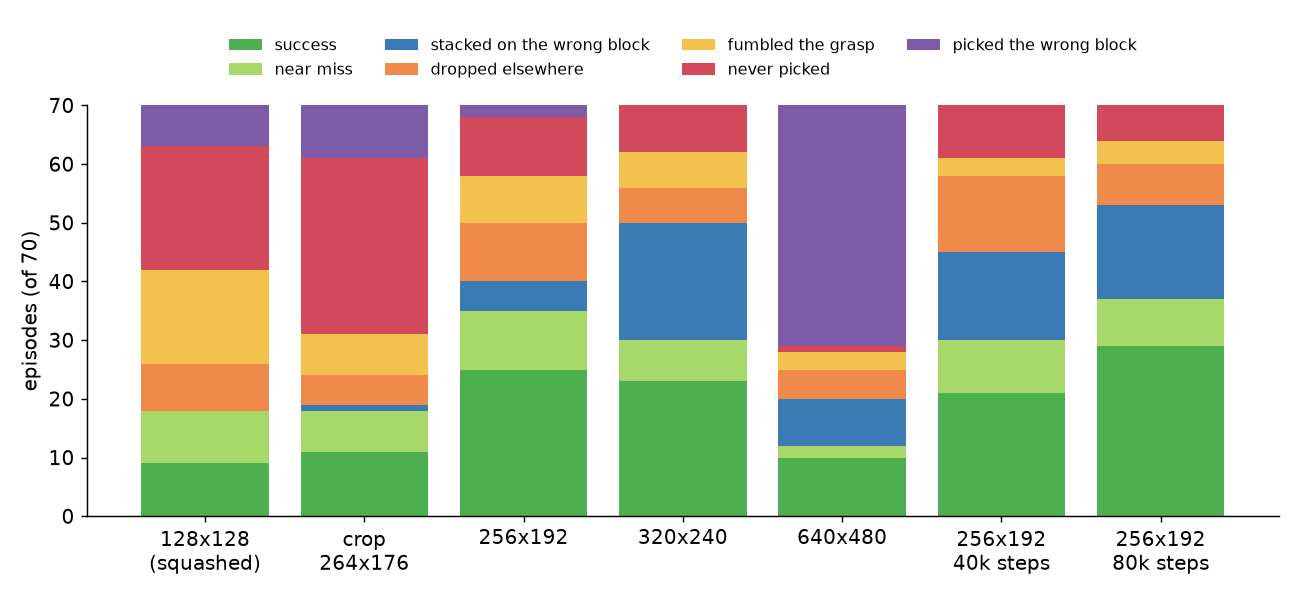 success
stacked on the wrong block
fumbled the grasp
picked the wrong block
near miss
dropped elsewhere
never picked
episodes (of 70)
70
60
50
40
30
20
10
0
128x128
(squashed)
crop
264x176
256x192
320x240
640x480
256x192
40k steps
256x192
80k steps